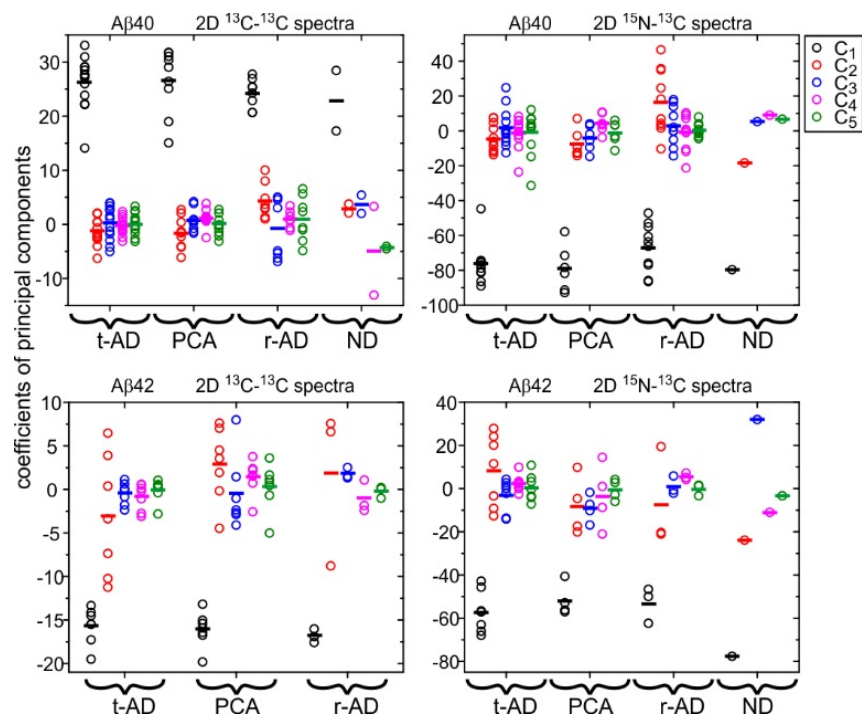 Aβ40 2D ¹³C-¹³C spectra
Aβ40 2D ¹⁵N-¹³C spectra
C₁
C₂
C₃
C₄
C₅
coefficients of principal components
30
20
10
0
-10
t-AD PCA r-AD ND
40
20
0
-20
-40
-60
-80
-100
t-AD PCA r-AD ND
Aβ42 2D ¹³C-¹³C spectra
10
5
0
-5
-10
-15
-20
t-AD PCA r-AD
Aβ42 2D ¹⁵N-¹³C spectra
40
20
0
-20
-40
-60
-80
t-AD PCA r-AD ND